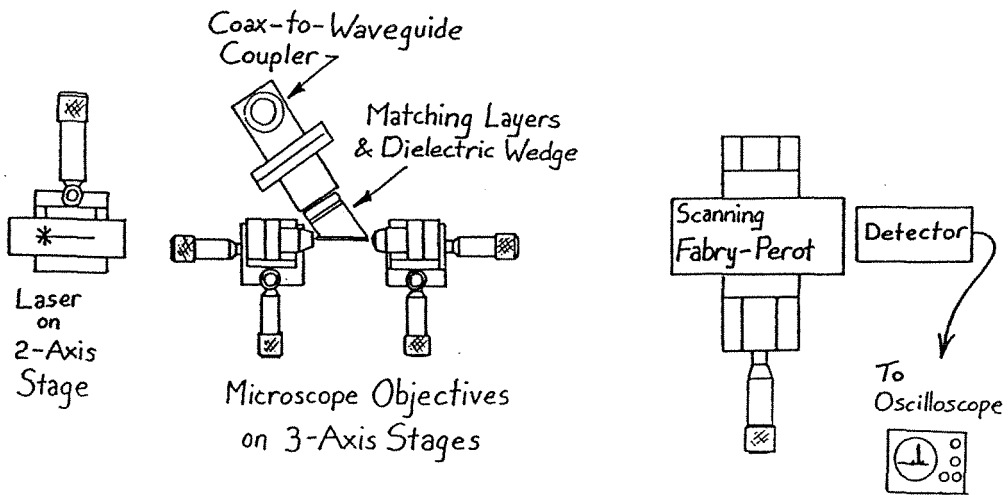 Coax-to-Waveguide
Coupler
Matching Layers
& Dielectric Wedge
Laser
on
2-Axis
Stage
Microscope Objectives
on 3-Axis Stages
Scanning
Fabry-Perot
Detector
To
Oscilloscope